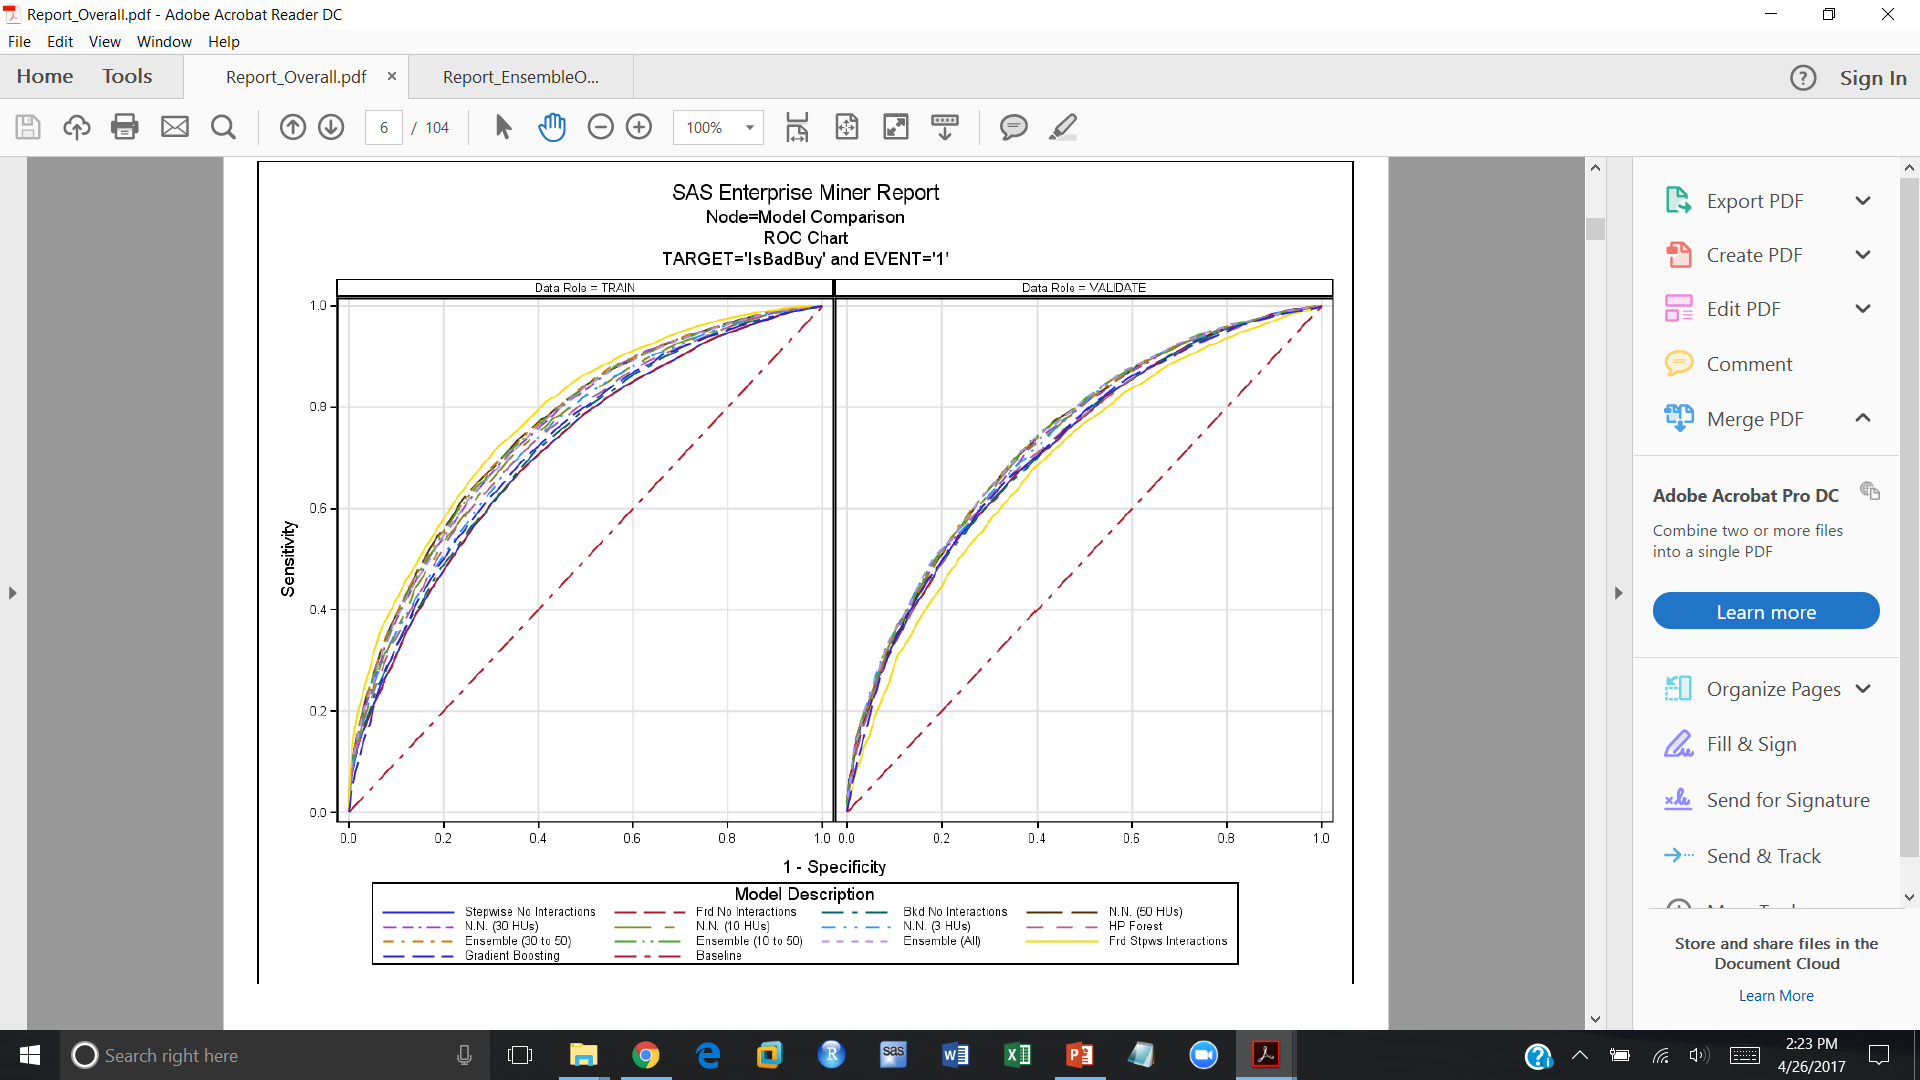 Report_Overall.pdf - Adobe Acrobat Reader DC
File Edit View Window Help
Home Tools Report_Overall.pdf × Report_EnsembleO... ? Sign In
6 / 104 100%
SAS Enterprise Miner Report
Node=Model Comparison
ROC Chart
TARGET='IsBadBuy' and EVENT='1'
Data Role = TRAIN Data Role = VALIDATE
1.0
0.8
0.6
0.4
0.2
0.0
Sensitivity
0.0 0.2 0.4 0.6 0.8 1.0 0.0 0.2 0.4 0.6 0.8 1.0
1 - Specificity
Model Description
Stepwise No Interactions Frd No Interactions Bkd No Interactions N.N. (50 HUs)
N.N. (30 HUs) N.N. (10 HUs) N.N. (3 HUs) HP Forest
Ensemble (30 to 50) Ensemble (10 to 50) Ensemble (All) Frd Stpws Interactions
Gradient Boosting Baseline
Export PDF
Create PDF
Edit PDF
Comment
Merge PDF
Adobe Acrobat Pro DC
Combine two or more files
into a single PDF
Learn more
Organize Pages
Fill & Sign
Send for Signature
Send & Track
Store and share files in the
Document Cloud
Learn More
Search right here
2:23 PM
4/26/2017